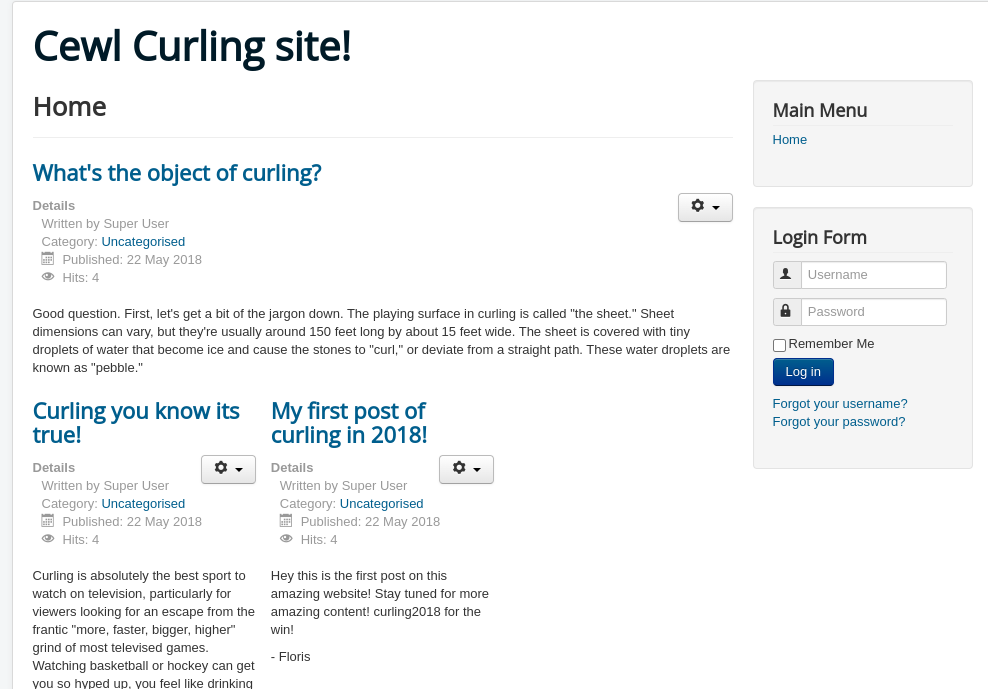 Cewl Curling site!
Home
What's the object of curling?
Details
Written by Super User
Category: Uncategorised
Published: 22 May 2018
Hits: 4
Good question. First, let's get a bit of the jargon down. The playing surface in curling is called "the sheet." Sheet
dimensions can vary, but they're usually around 150 feet long by about 15 feet wide. The sheet is covered with tiny
droplets of water that become ice and cause the stones to "curl," or deviate from a straight path. These water droplets are
known as "pebble."
Curling you know its
true!
Details
Written by Super User
Category: Uncategorised
Published: 22 May 2018
Hits: 4
Curling is absolutely the best sport to
watch on television, particularly for
viewers looking for an escape from the
frantic "more, faster, bigger, higher"
grind of most televised games.
Watching basketball or hockey can get
you so hyped up, you feel like drinking
My first post of
curling in 2018!
Details
Written by Super User
Category: Uncategorised
Published: 22 May 2018
Hits: 4
Hey this is the first post on this
amazing website! Stay tuned for more
amazing content! curling2018 for the
win!
- Floris
Main Menu
Home
Login Form
Username
Password
Remember Me
Log in
Forgot your username?
Forgot your password?